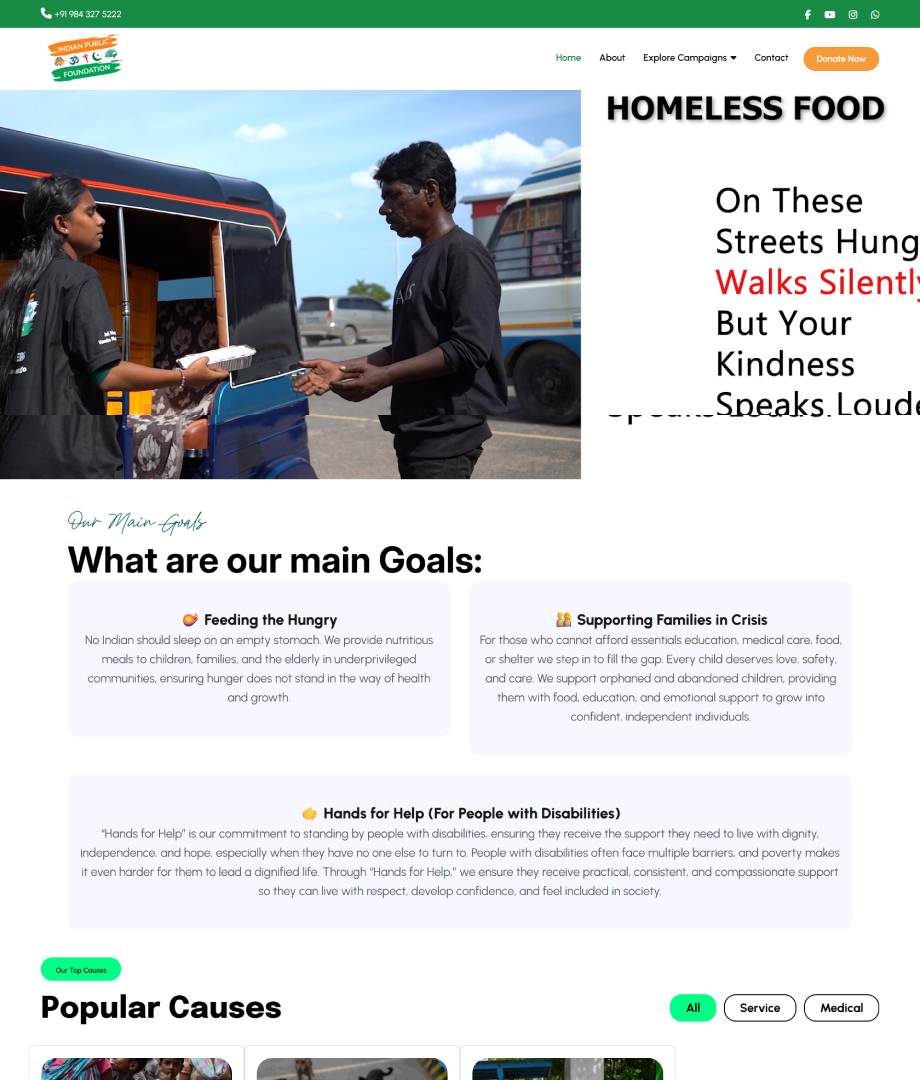 +91 984 327 5222
INDIAN PUBLIC
FOUNDATION
Home
About
Explore Campaigns
Contact
Donate Now
HOMELESS FOOD
On These
Streets Hung
Walks Silently
But Your
Kindness
Speaks Loude
Our Main Goals
What are our main Goals:
Feeding the Hungry
No Indian should sleep on an empty stomach. We provide nutritious
meals to children, families, and the elderly in underprivileged
communities, ensuring hunger does not stand in the way of health
and growth.
Supporting Families in Crisis
For those who cannot afford essentials education, medical care, food,
or shelter we step in to fill the gap. Every child deserves love, safety,
and care. We support orphaned and abandoned children, providing
them with food, education, and emotional support to grow into
confident, independent individuals.
Hands for Help (For People with Disabilities)
“Hands for Help” is our commitment to standing by people with disabilities, ensuring they receive the support they need to live with dignity,
independence, and hope, especially when they have no one else to turn to. People with disabilities often face multiple barriers, and poverty makes
it even harder for them to lead a dignified life. Through “Hands for Help,” we ensure they receive practical, consistent, and compassionate support
so they can live with respect, develop confidence, and feel included in society.
Our Top Causes
Popular Causes
All
Service
Medical